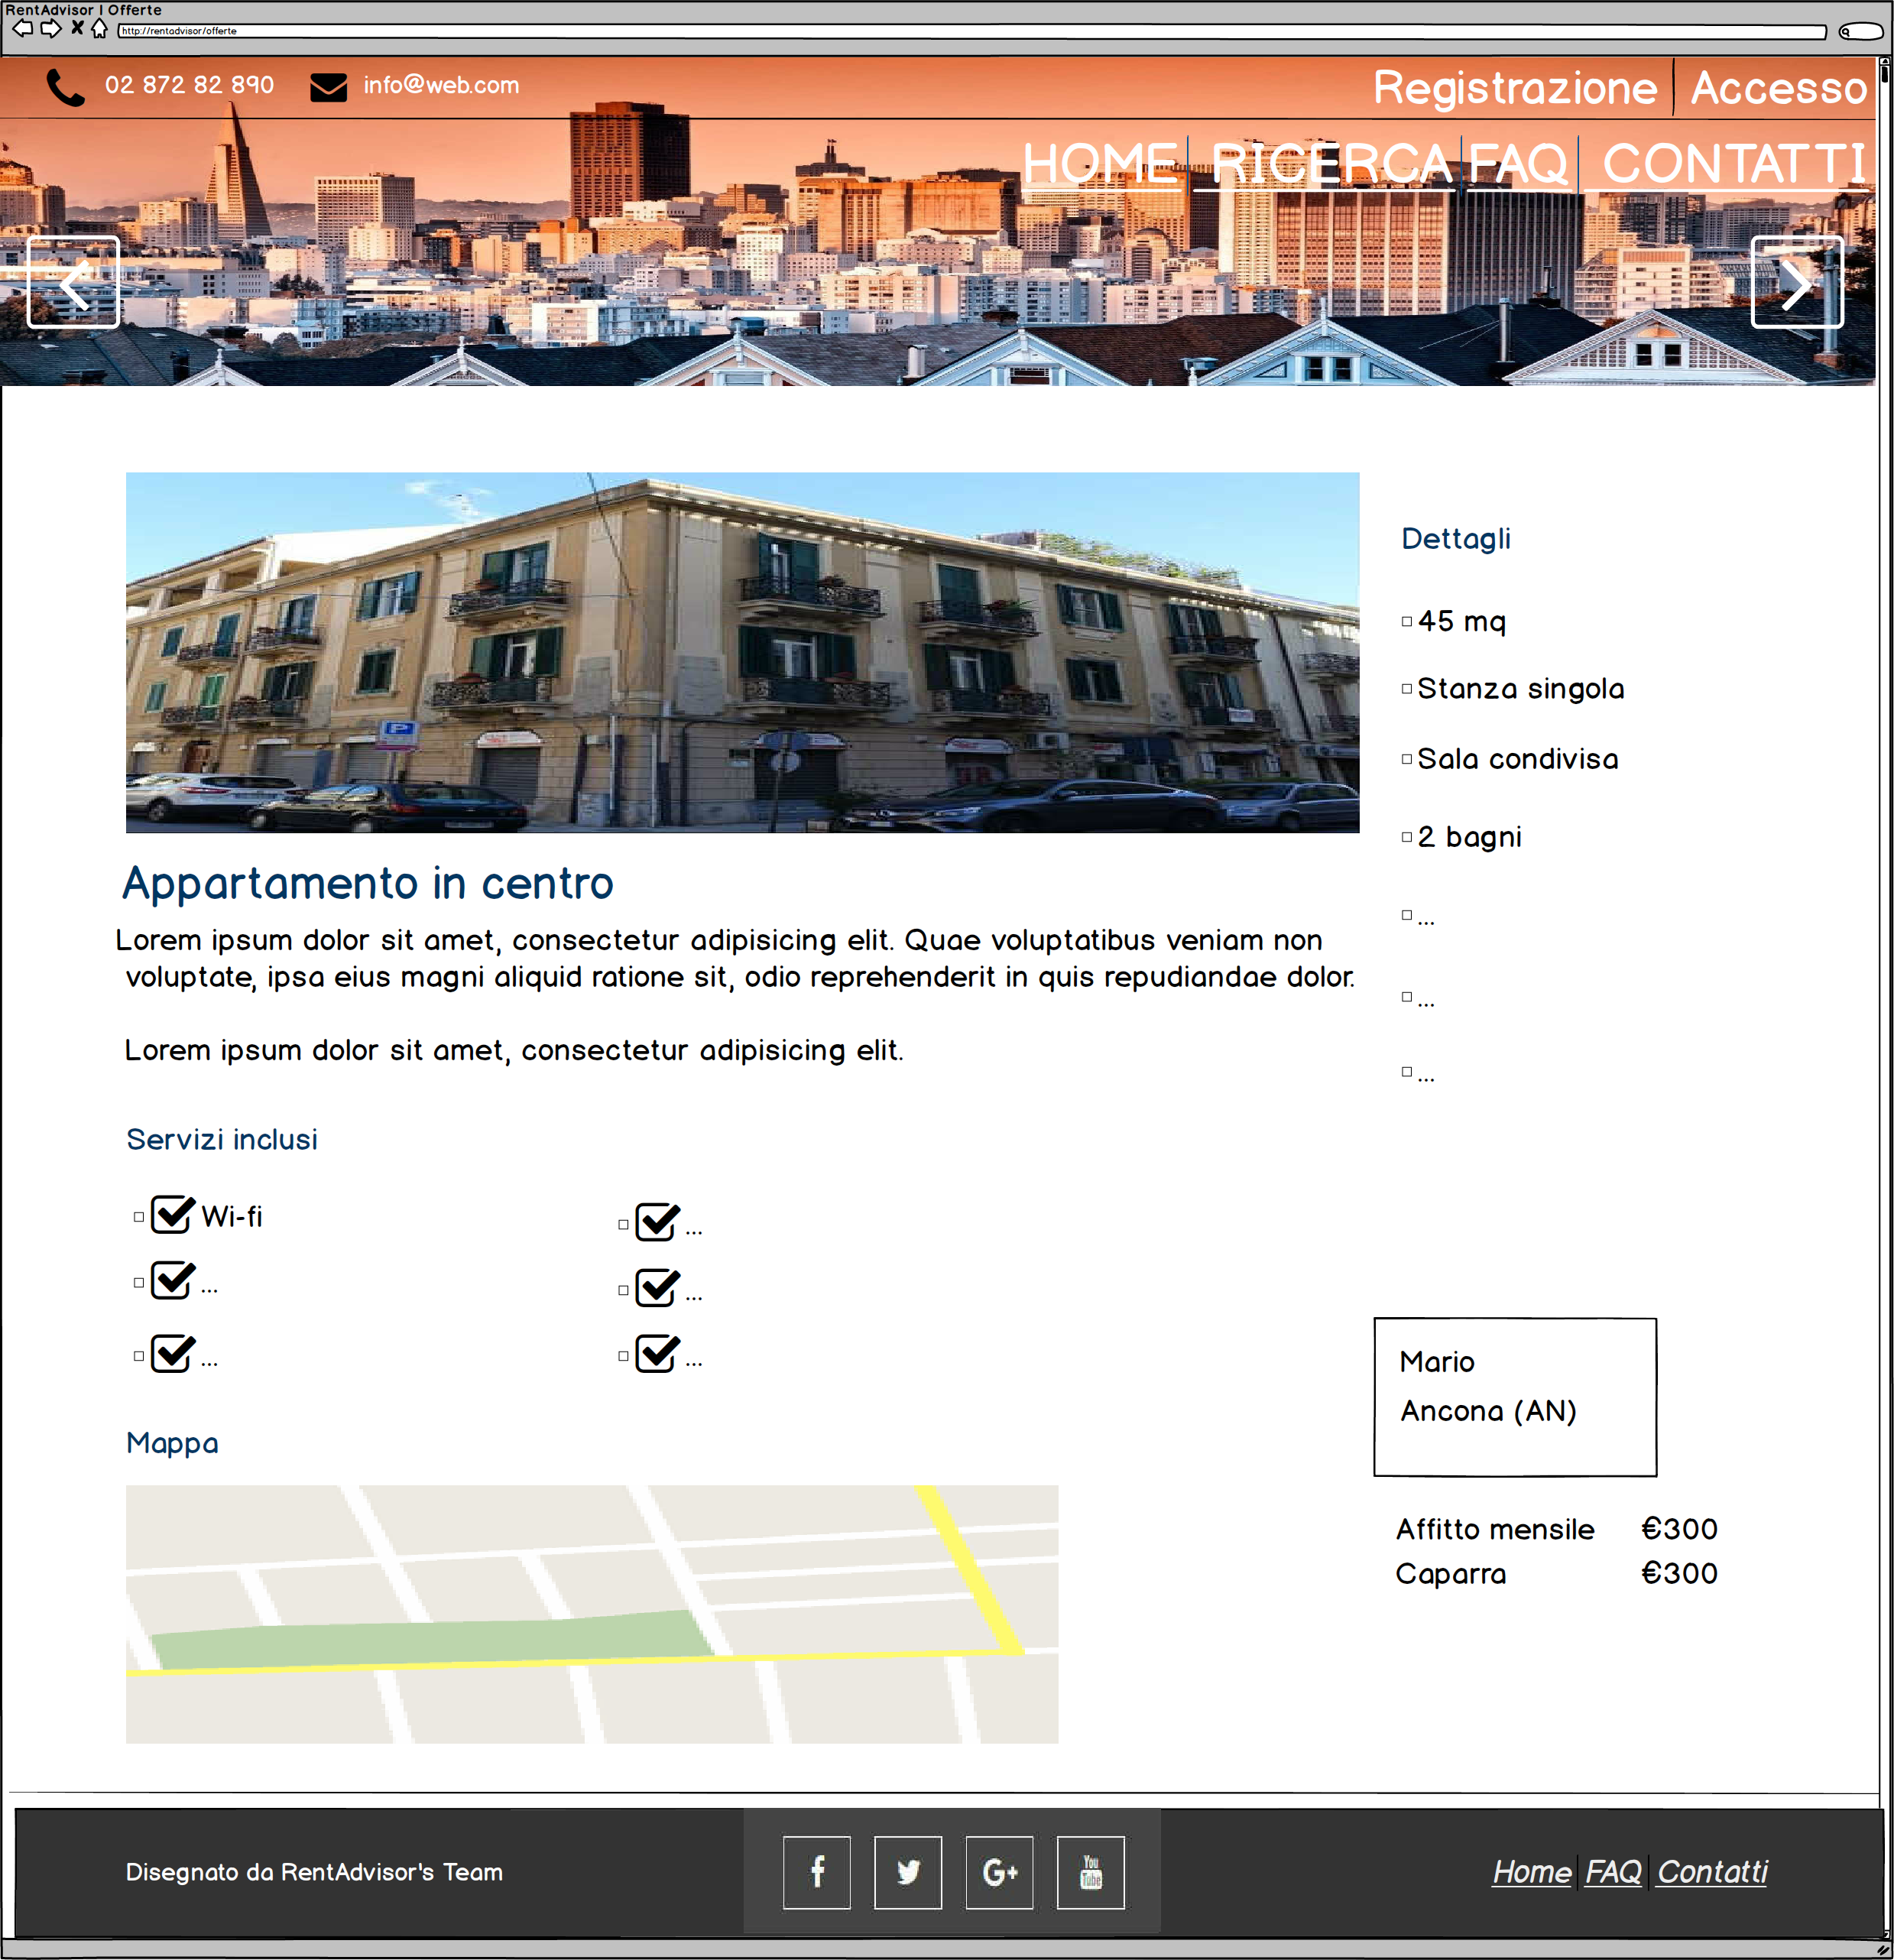 RentAdvisor | Offerte
http://rentadvisor/offerte
02 872 82 890
info@web.com
Registrazione
Accesso
HOME RICERCA FAQ CONTATTI
Dettagli
45 mq
Stanza singola
Sala condivisa
2 bagni
...
...
...
P
Appartamento in centro
Lorem ipsum dolor sit amet, consectetur adipisicing elit. Quae voluptatibus veniam non
voluptate, ipsa eius magni aliquid ratione sit, odio reprehenderit in quis repudiandae dolor.
Lorem ipsum dolor sit amet, consectetur adipisicing elit.
Servizi inclusi
Wi-fi
...
...
...
...
...
Mappa
Mario
Ancona (AN)
Affitto mensile €300
Caparra €300
Disegnato da RentAdvisor's Team
f
G+
You
Tube
Home FAQ Contatti